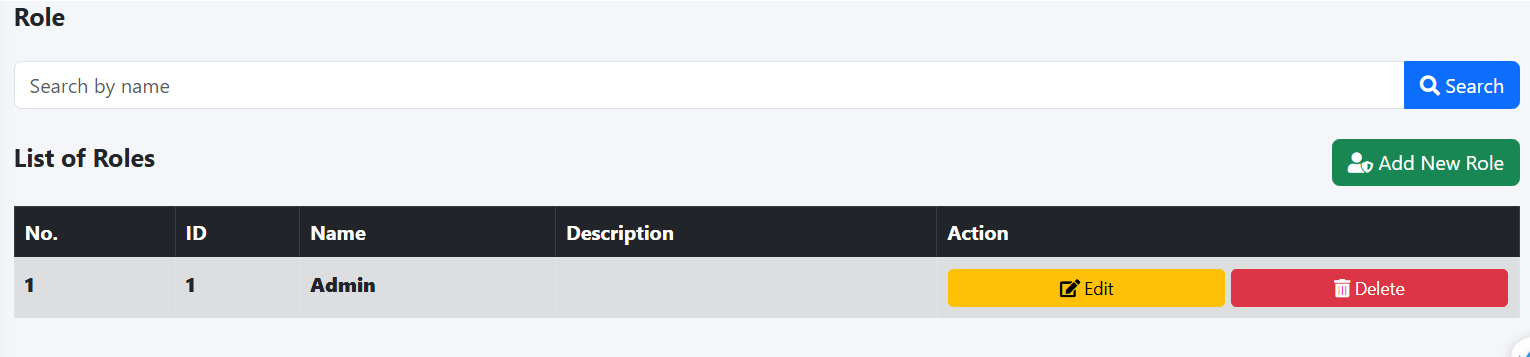 Role
Search by name
Search
List of Roles
Add New Role
No. ID Name Description Action
1 1 Admin Edit Delete